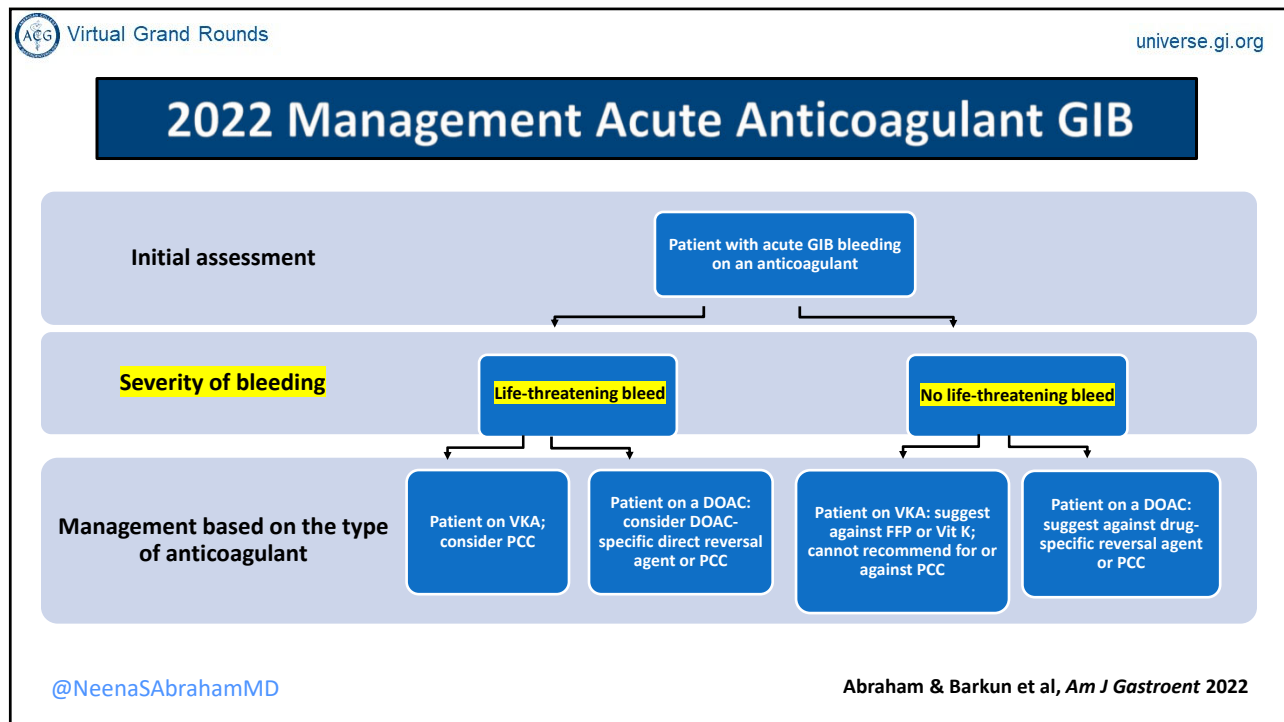 ACG
Virtual Grand Rounds
universe.gi.org
2022 Management Acute Anticoagulant GIB
Initial assessment
Patient with acute GIB bleeding
on an anticoagulant
Severity of bleeding
Life-threatening bleed
No life-threatening bleed
Management based on the type
of anticoagulant
Patient on VKA;
consider PCC
Patient on a DOAC:
consider DOAC-
specific direct reversal
agent or PCC
Patient on VKA: suggest
against FFP or Vit K;
cannot recommend for or
against PCC
Patient on a DOAC:
suggest against drug-
specific reversal agent
or PCC
@NeenaSAbrahamMD
Abraham & Barkun et al, Am J Gastroent 2022